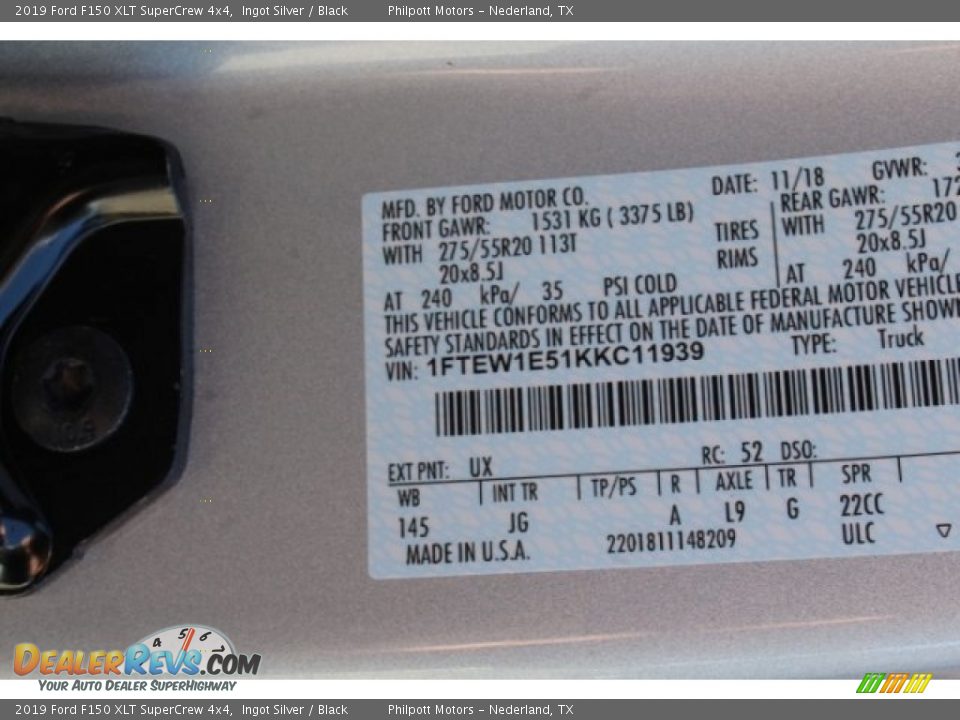 2019 Ford F150 XLT SuperCrew 4x4, Ingot Silver / Black Philpott Motors - Nederland, TX
MFD. BY FORD MOTOR CO. DATE: 11/18 GVWR:
FRONT GAWR: 1531 KG ( 3375 LB) REAR GAWR: 172
WITH 275/55R20 113T TIRES WITH 275/55R20
20x8.5J RIMS 20x8.5J
AT 240 kPa/ 35 PSI COLD AT 240 kPa/
THIS VEHICLE CONFORMS TO ALL APPLICABLE FEDERAL MOTOR VEHICLE
SAFETY STANDARDS IN EFFECT ON THE DATE OF MANUFACTURE SHOWN
VIN: 1FTEW1E51KKC11939 TYPE: Truck
EXT PNT: UX RC: 52 DSO:
WB INT TR TP/PS R AXLE TR SPR
145 JG A L9 G 22CC
MADE IN U.S.A. 2201811148209 ULC
4 5 6
DEALERREVS.COM
YOUR AUTO DEALER SUPERHIGHWAY
2019 Ford F150 XLT SuperCrew 4x4, Ingot Silver / Black Philpott Motors - Nederland, TX